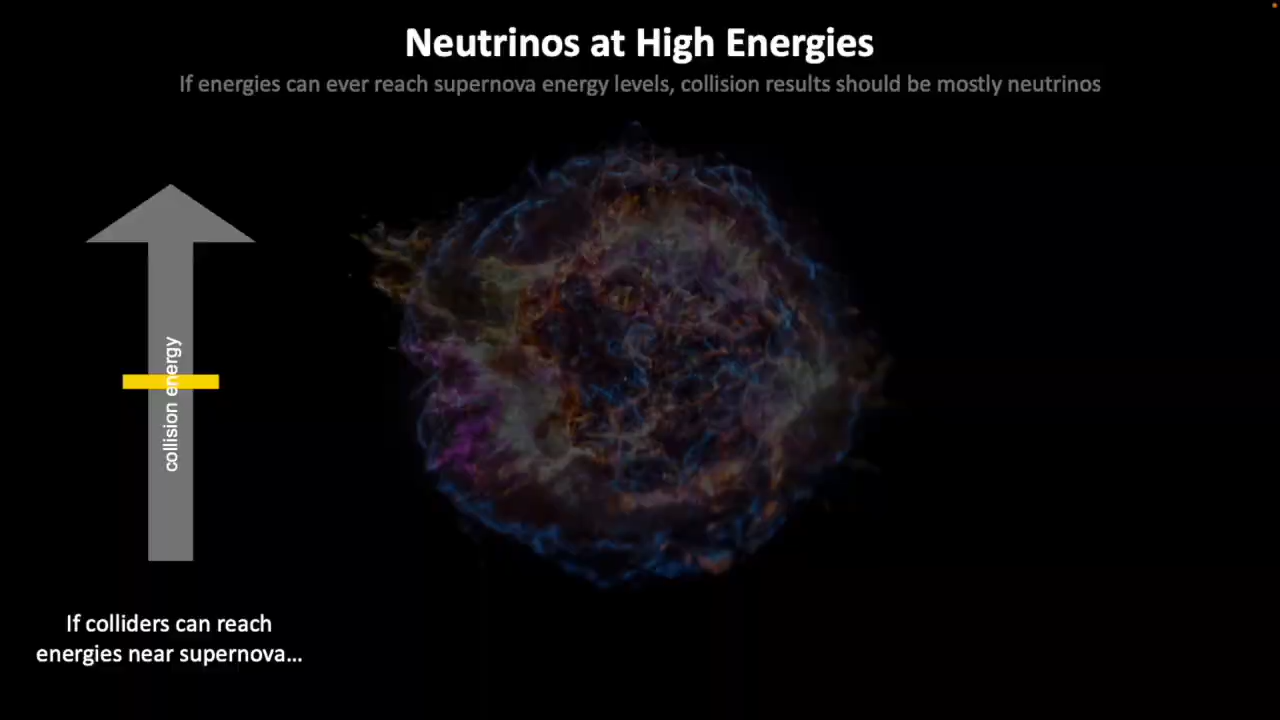 Neutrinos at High Energies
If energies can ever reach supernova energy levels, collision results should be mostly neutrinos
collision energy
If colliders can reach
energies near supernova...